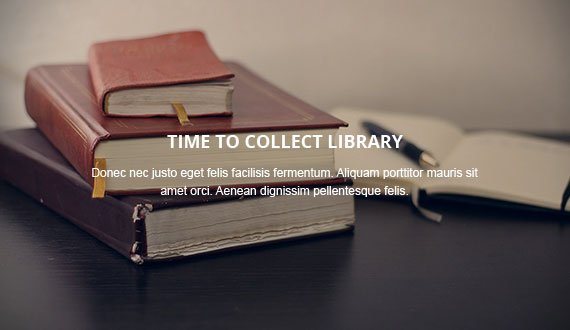 TIME TO COLLECT LIBRARY
Donec nec justo eget felis facilisis fermentum. Aliquam porttitor mauris sit
amet orci. Aenean dignissim pellentesque felis.